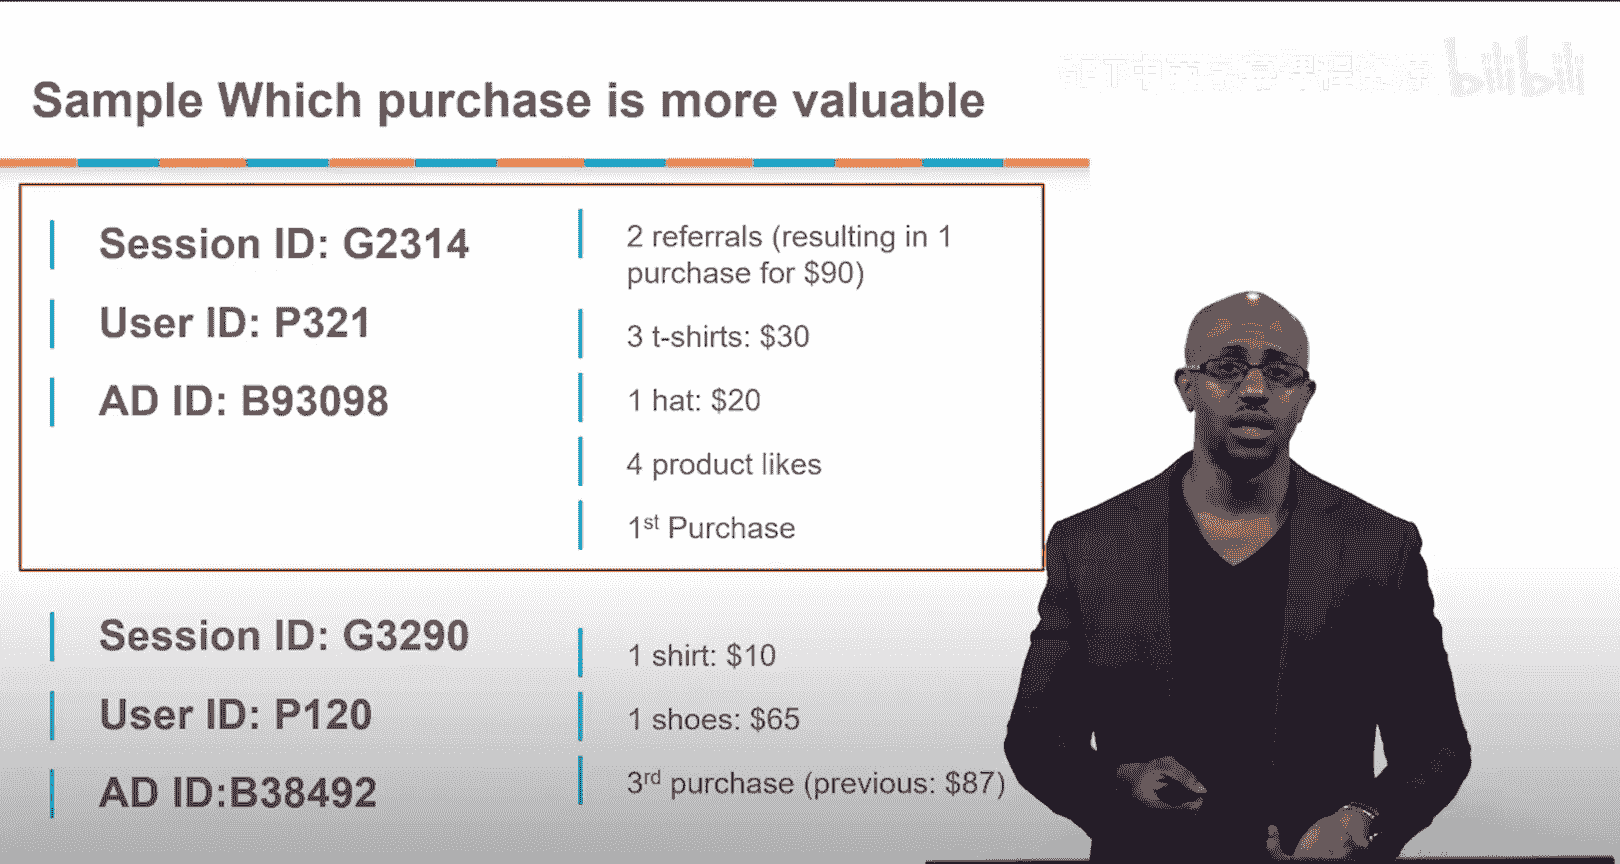 Sample Which purchase is more valuable
bilibili
Session ID: G2314
User ID: P321
AD ID: B93098
2 referrals (resulting in 1
purchase for $90)
3 t-shirts: $30
1 hat: $20
4 product likes
1st Purchase
Session ID: G3290
User ID: P120
AD ID:B38492
1 shirt: $10
1 shoes: $65
3rd purchase (previous: $87)